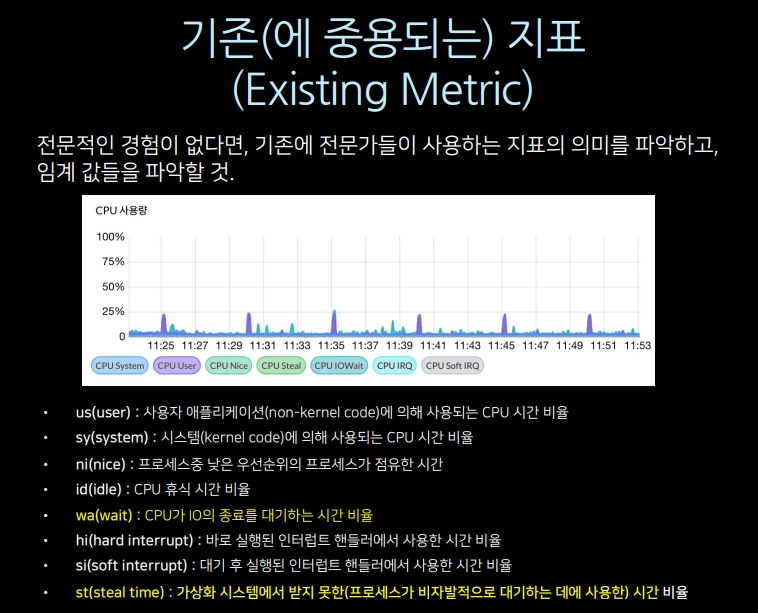 기존(에 중용되는) 지표
(Existing Metric)
전문적인 경험이 없다면, 기존에 전문가들이 사용하는 지표의 의미를 파악하고,
임계 값들을 파악할 것.
CPU 사용량
100%
75%
50%
25%
0
11:25 11:27 11:29 11:31 11:33 11:35 11:37 11:39 11:41 11:43 11:45 11:47 11:49 11:51 11:53
CPU System CPU User CPU Nice CPU Steal CPU IOWait CPU IRQ CPU Soft IRQ
• us(user) : 사용자 애플리케이션(non-kernel code)에 의해 사용되는 CPU 시간 비율
• sy(system) : 시스템(kernel code)에 의해 사용되는 CPU 시간 비율
• ni(nice) : 프로세스중 낮은 우선순위의 프로세스가 점유한 시간
• id(idle) : CPU 휴식 시간 비율
• wa(wait) : CPU가 IO의 종료를 대기하는 시간 비율
• hi(hard interrupt) : 바로 실행된 인터럽트 핸들러에서 사용한 시간 비율
• si(soft interrupt) : 대기 후 실행된 인터럽트 핸들러에서 사용한 시간 비율
• st(steal time) : 가상화 시스템에서 받지 못한(프로세스가 비자발적으로 대기하는 데에 사용한) 시간 비율